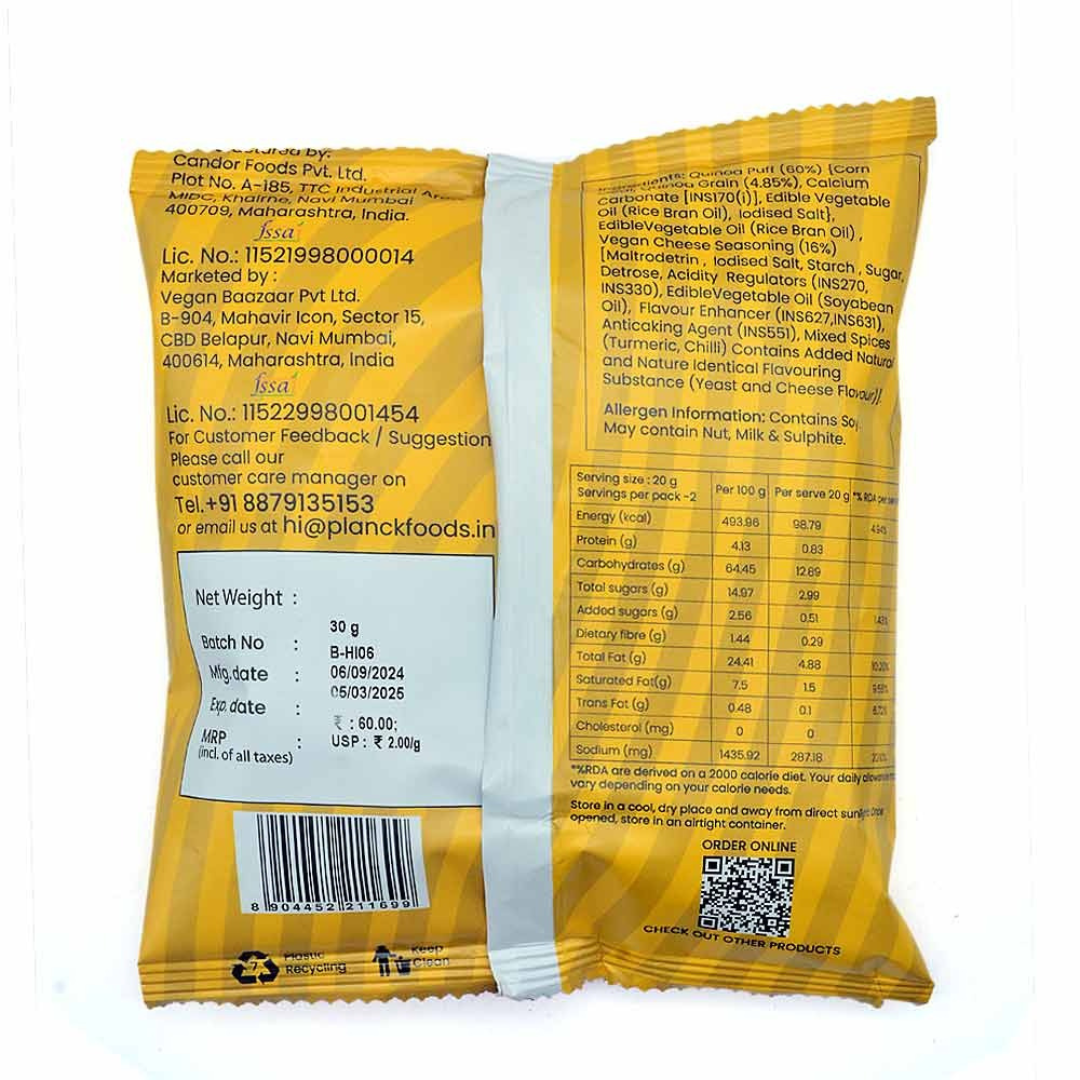 by:
Candor Foods Pvt. Ltd.
Plot No. A-185, TTC Industrial
MIDC, Khairne, Navi Mumbai
400709, Maharashtra, India.
fssai
Lic. No.: 11521998000014
Marketed by :
Vegan Baazaar Pvt Ltd.
B-904, Mahavir Icon, Sector 15,
CBD Belapur, Navi Mumbai,
400614, Maharashtra, India
fssai
Lic. No.: 11522998001454
For Customer Feedback / Suggestion
Please call our
customer care manager on
Tel.+91 8879135153
or email us at hi@planckfoods.in
Net Weight : 30 g
Batch No : B-HI06
Mfg.date : 06/09/2024
Exp. date : 05/03/2025
MRP : ₹ : 60.00;
(incl. of all taxes) USP : ₹ 2.00/g
8 904452 211699
7
Plastic
Recycling
Keep
Clean
Quinoa Puff (60%) {Corn
Grain (4.85%), Calcium
Carbonate [INS170(i)], Edible Vegetable
Oil (Rice Bran Oil), Iodised Salt},
EdibleVegetable Oil (Rice Bran Oil) ,
Vegan Cheese Seasoning (16%)
[Maltrodetrin , Iodised Salt, Starch , Sugar,
Detrose, Acidity Regulators (INS270,
INS330), EdibleVegetable Oil (Soyabean
Oil), Flavour Enhancer (INS627,INS631),
Anticaking Agent (INS551), Mixed Spices
(Turmeric, Chilli) Contains Added Natural
and Nature Identical Flavouring
Substance (Yeast and Cheese Flavour)].
Allergen Information: Contains Soy.
May contain Nut, Milk & Sulphite.
Serving size : 20 g
Servings per pack ~2 Per 100 g Per serve 20 g *% RDA per
Energy (kcal) 493.96 98.79 4.94%
Protein (g) 4.13 0.83
Carbohydrates (g) 64.45 12.89
Total sugars (g) 14.97 2.99
Added sugars (g) 2.56 0.51
Dietary fibre (g) 1.44 0.29
Total Fat (g) 24.41 4.88
Saturated Fat(g) 7.5 1.5
Trans Fat (g) 0.48 0.1
Cholesterol (mg) 0 0
Sodium (mg) 1435.92 287.18
*%RDA are derived on a 2000 calorie diet. Your daily
vary depending on your calorie needs.
Store in a cool, dry place and away from direct sunlight. Once
opened, store in an airtight container.
ORDER ONLINE
CHECK OUT OTHER PRODUCTS